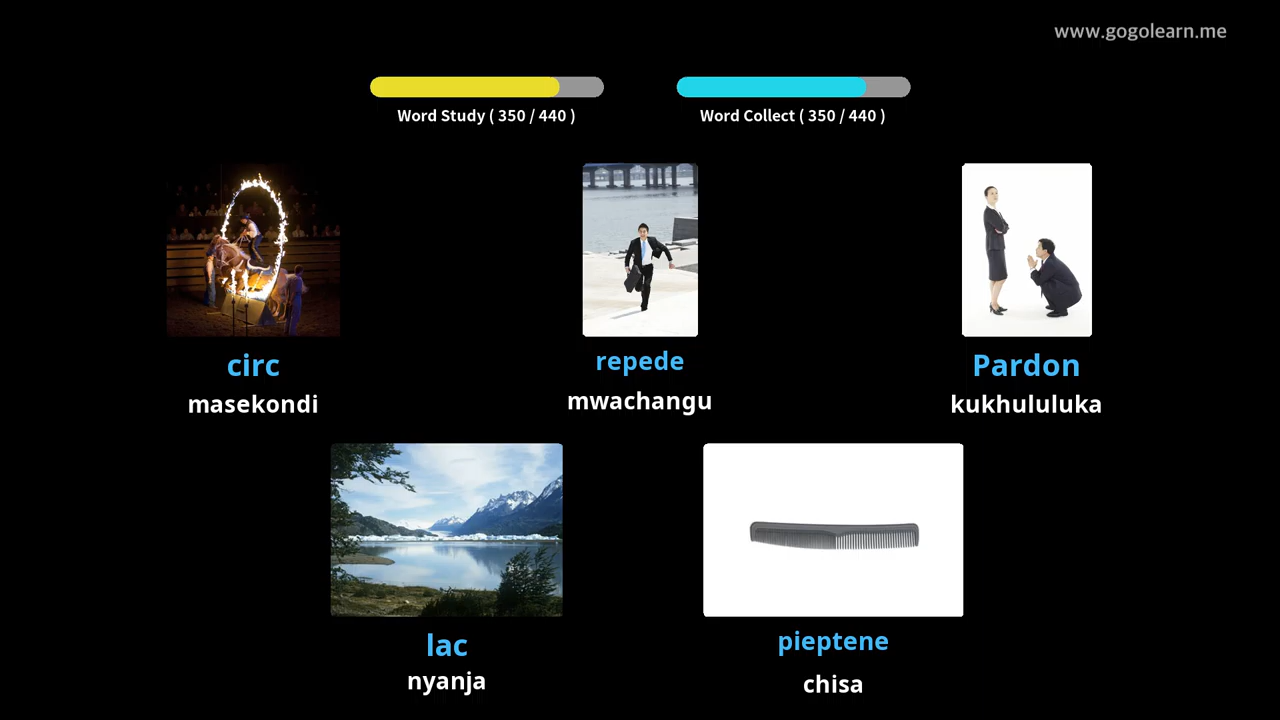 www.gogolearn.me
Word Study ( 350 / 440 )
Word Collect ( 350 / 440 )
circ
masekondi
repede
mwachangu
Pardon
kukhululuka
lac
nyanja
pieptene
chisa